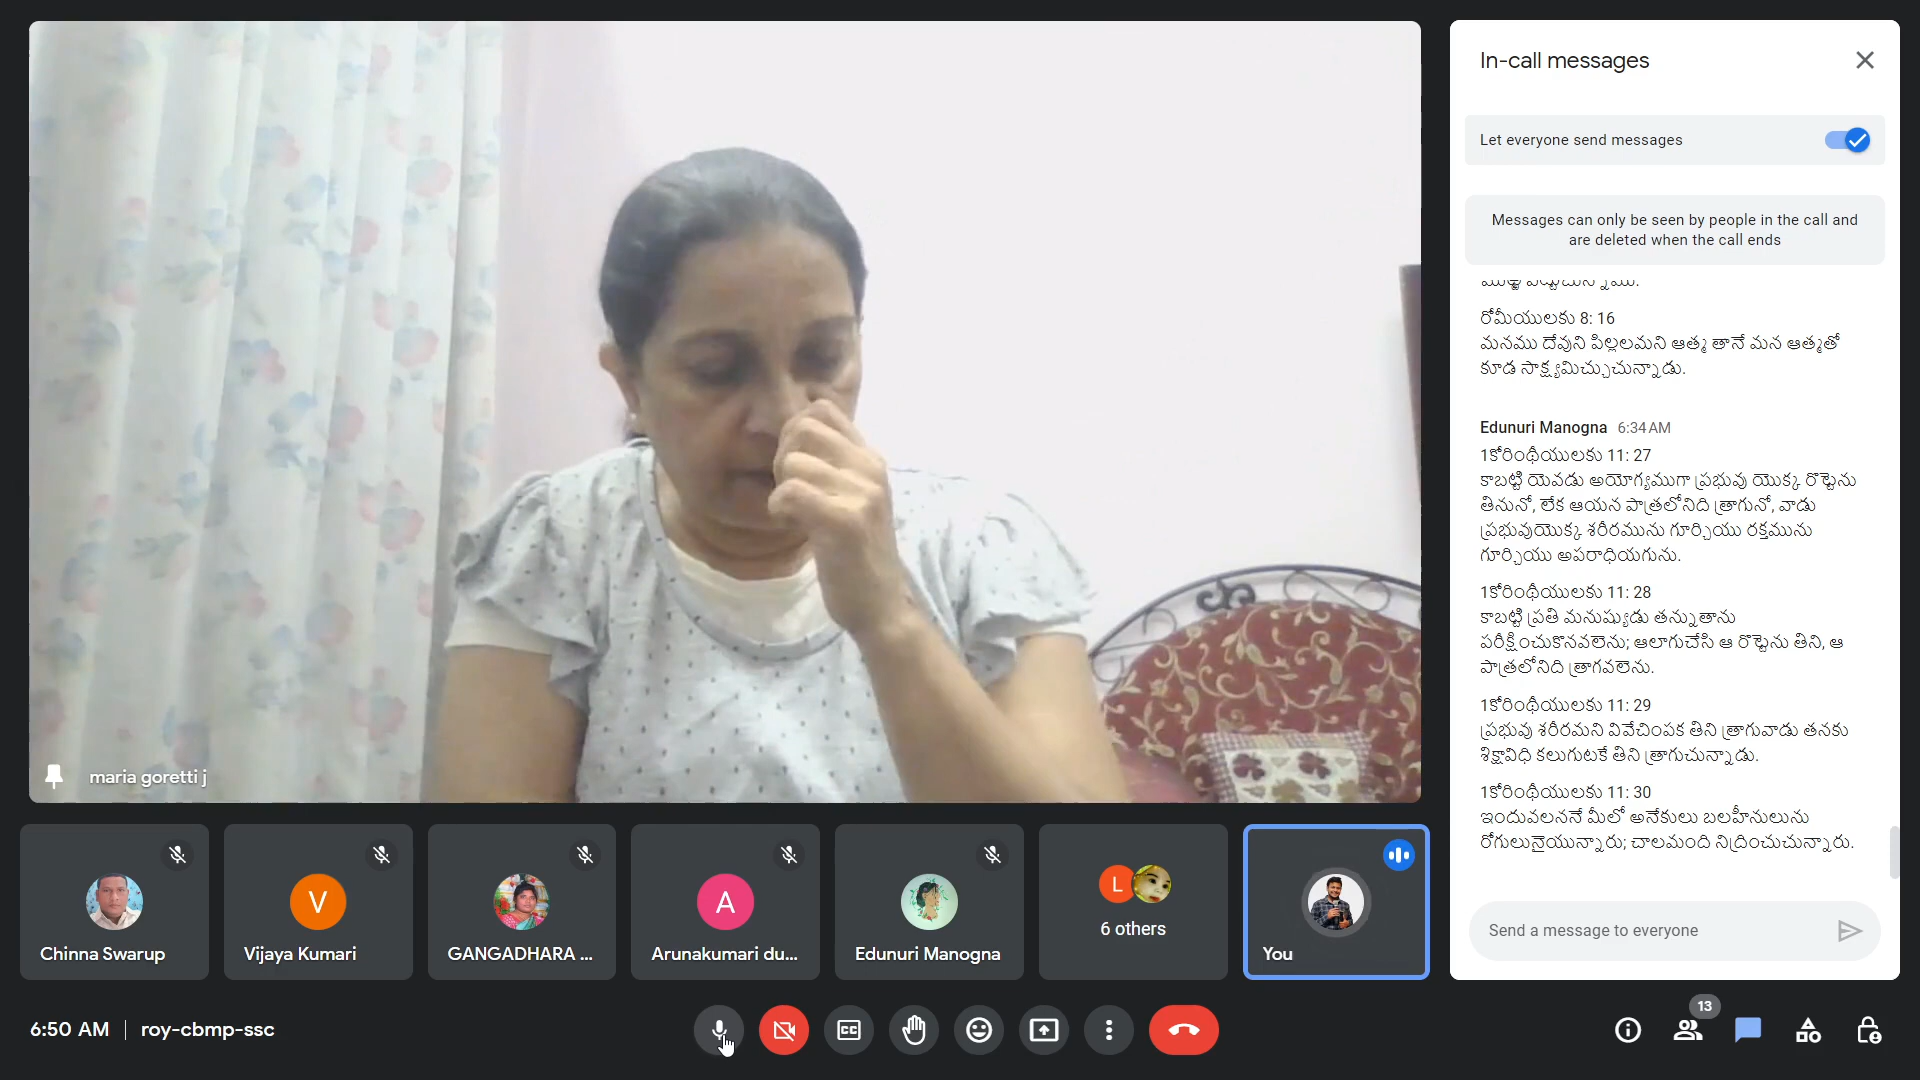 In-call messages
Let everyone send messages
Messages can only be seen by people in the call and
are deleted when the call ends
రోమీయులకు 8: 16
మనము దేవుని పిల్లలమని ఆత్మ తానే మన ఆత్మతో
కూడ సాక్ష్యమిచ్చుచున్నాడు.
Edunuri Manogna 6:34 AM
1కోరింథీయులకు 11: 27
కాబట్టి యెవడు అయోగ్యముగా ప్రభువు యొక్క రొట్టెను
తినునో, లేక ఆయన పాత్రలోనిది త్రాగునో, వాడు
ప్రభువుయొక్క శరీరమును గూర్చియు రక్తమును
గూర్చియు అపరాధియగును.
1కోరింథీయులకు 11: 28
కాబట్టి ప్రతి మనుష్యుడు తన్నుతాను
పరీక్షించుకొనవలెను; ఆలాగుచేసి ఆ రొట్టెను తిని, ఆ
పాత్రలోనిది త్రాగవలెను.
1కోరింథీయులకు 11: 29
ప్రభువు శరీరమని వివేచింపక తిని త్రాగువాడు తనకు
శిక్షావిధి కలుగుటకే తిని త్రాగుచున్నాడు.
1కోరింథీయులకు 11: 30
ఇందువలననే మీలో అనేకులు బలహీనులును
రోగులునైయున్నారు; చాలమంది నిద్రించుచున్నారు.
Send a message to everyone
maria goretti j
Chinna Swarup
V
Vijaya Kumari
GANGADHARA ...
A
Arunakumari du...
Edunuri Manogna
L
6 others
You
6:50 AM | roy-cbmp-ssc
CC
13